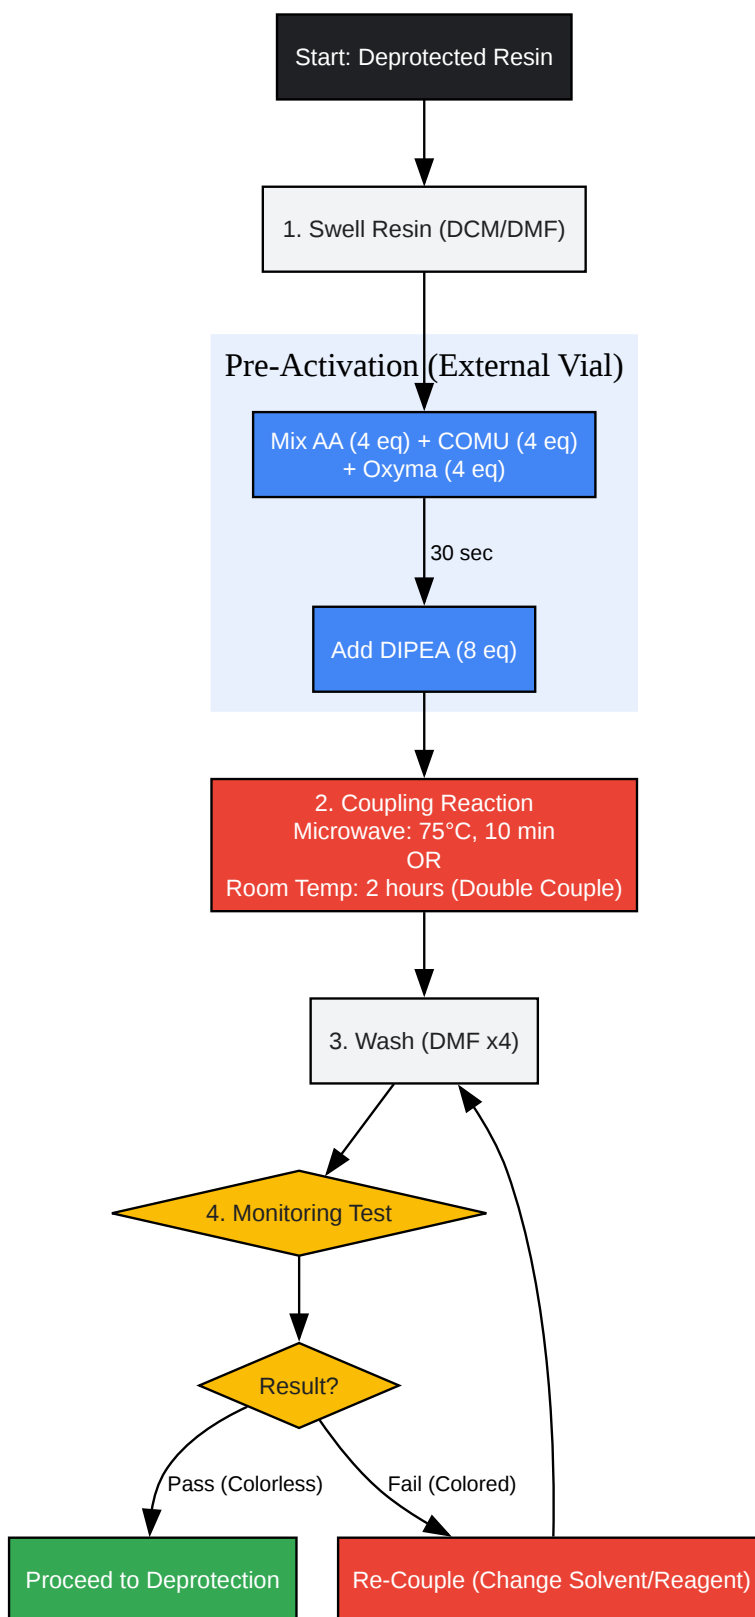 Start: Deprotected Resin
1. Swell Resin (DCM/DMF)
Pre-Activation (External Vial)
Mix AA (4 eq) + COMU (4 eq)
+ Oxyma (4 eq)
30 sec
Add DIPEA (8 eq)
2. Coupling Reaction
Microwave: 75°C, 10 min
OR
Room Temp: 2 hours (Double Couple)
3. Wash (DMF x4)
4. Monitoring Test
Result?
Pass (Colorless)
Fail (Colored)
Proceed to Deprotection
Re-Couple (Change Solvent/Reagent)